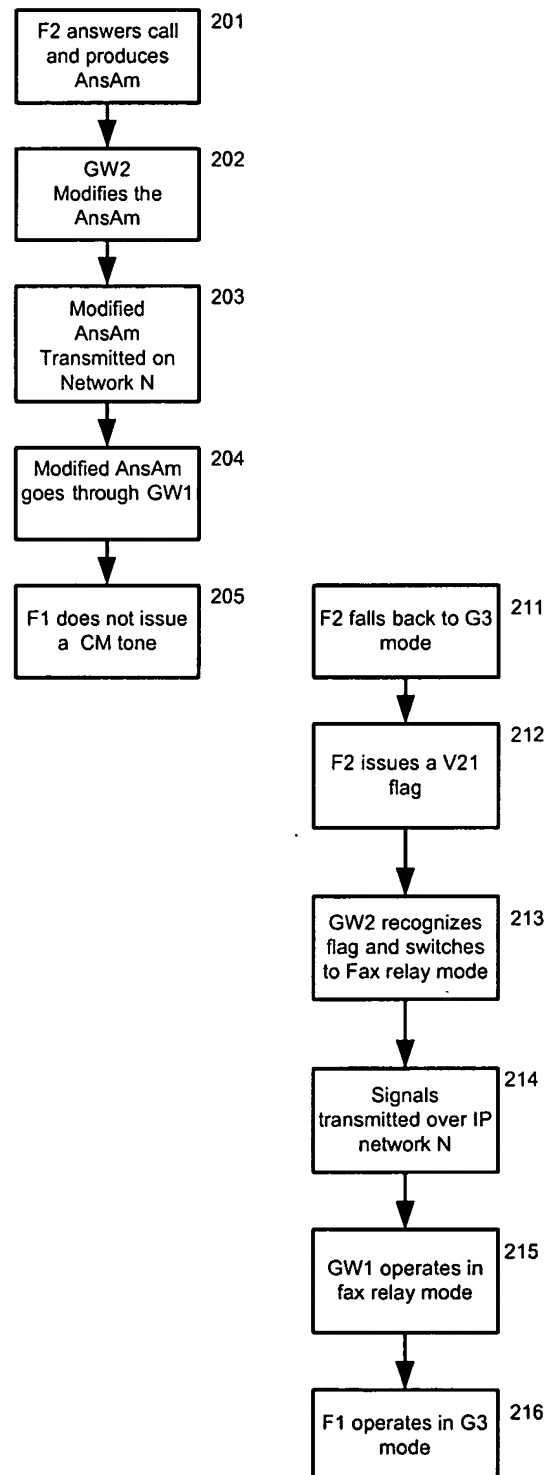 F2 answers call
and produces
AnsAm
201
GW2
Modifies the
AnsAm
202
Modified
AnsAm
Transmitted on
Network N
203
Modified AnsAm
goes through GW1
204
F1 does not issue
a CM tone
205
F2 falls back to G3
mode
211
F2 issues a V21
flag
212
GW2 recognizes
flag and switches
to Fax relay mode
213
Signals
transmitted over IP
network N
214
GW1 operates in
fax relay mode
215
F1 operates in G3
mode
216